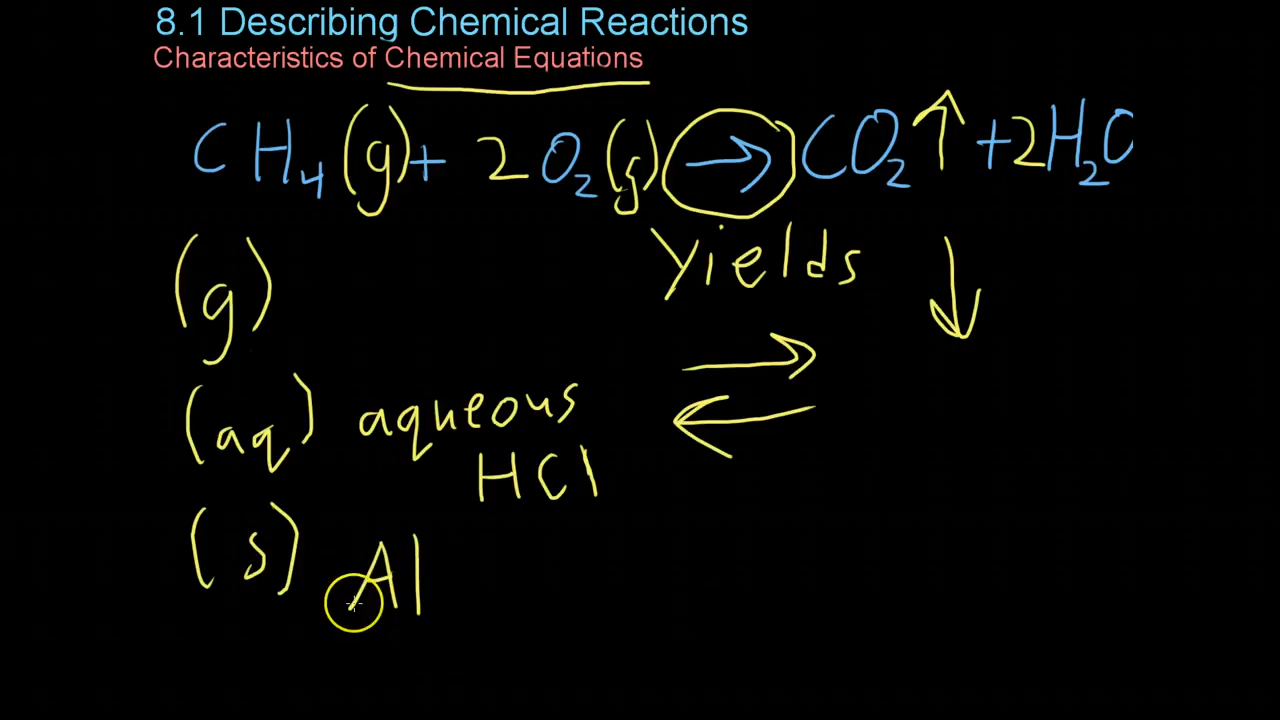 8.1 Describing Chemical Reactions
Characteristics of Chemical Equations
CH₄(g) + 2O₂(g) → CO₂↑ + 2H₂O
(g)
yields
↓
→
(aq) aqueous
←
HCl
(s) Al